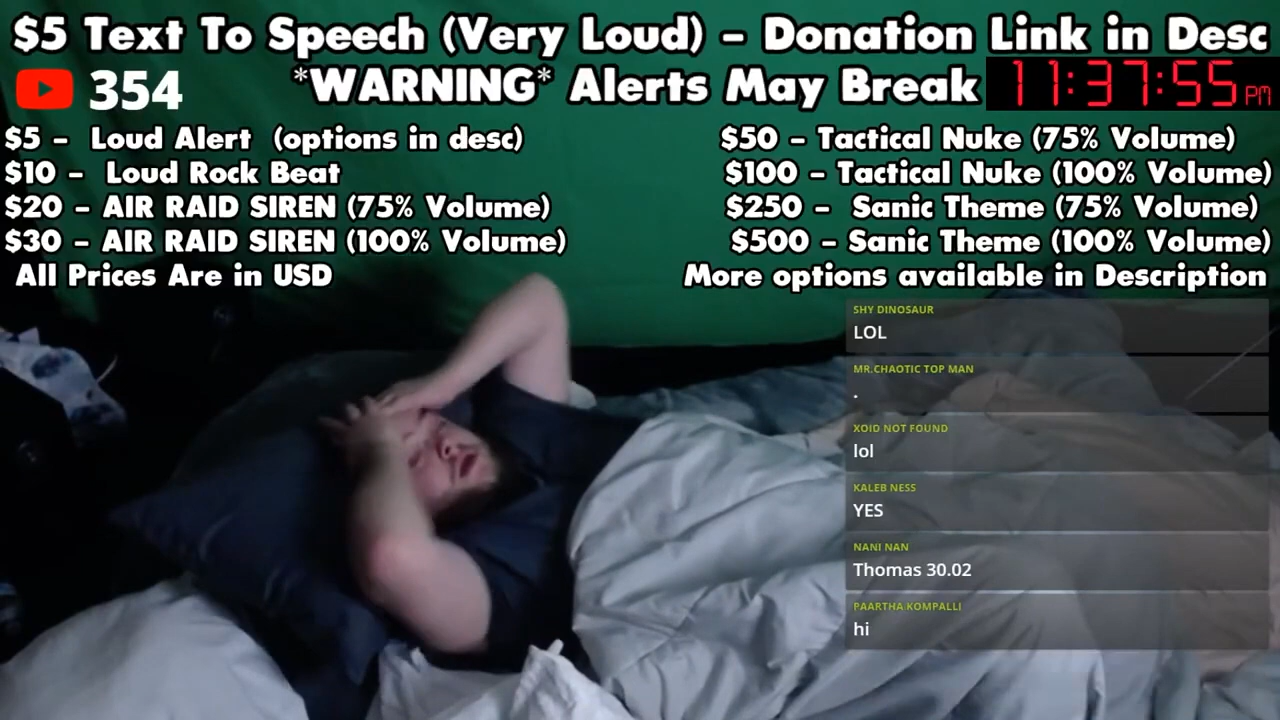 $5 Text To Speech (Very Loud) – Donation Link in Desc
354 *WARNING* Alerts May Break 11:37:55 PM
$5 – Loud Alert (options in desc)
$10 – Loud Rock Beat
$20 – AIR RAID SIREN (75% Volume)
$30 – AIR RAID SIREN (100% Volume)
All Prices Are in USD
$50 – Tactical Nuke (75% Volume)
$100 – Tactical Nuke (100% Volume)
$250 – Sanic Theme (75% Volume)
$500 – Sanic Theme (100% Volume)
More options available in Description
SHY DINOSAUR
LOL
MR.CHAOTIC TOP MAN
.
XOID NOT FOUND
lol
KALEB NESS
YES
NANI NAN
Thomas 30.02
PAARTHA KOMPALLI
hi